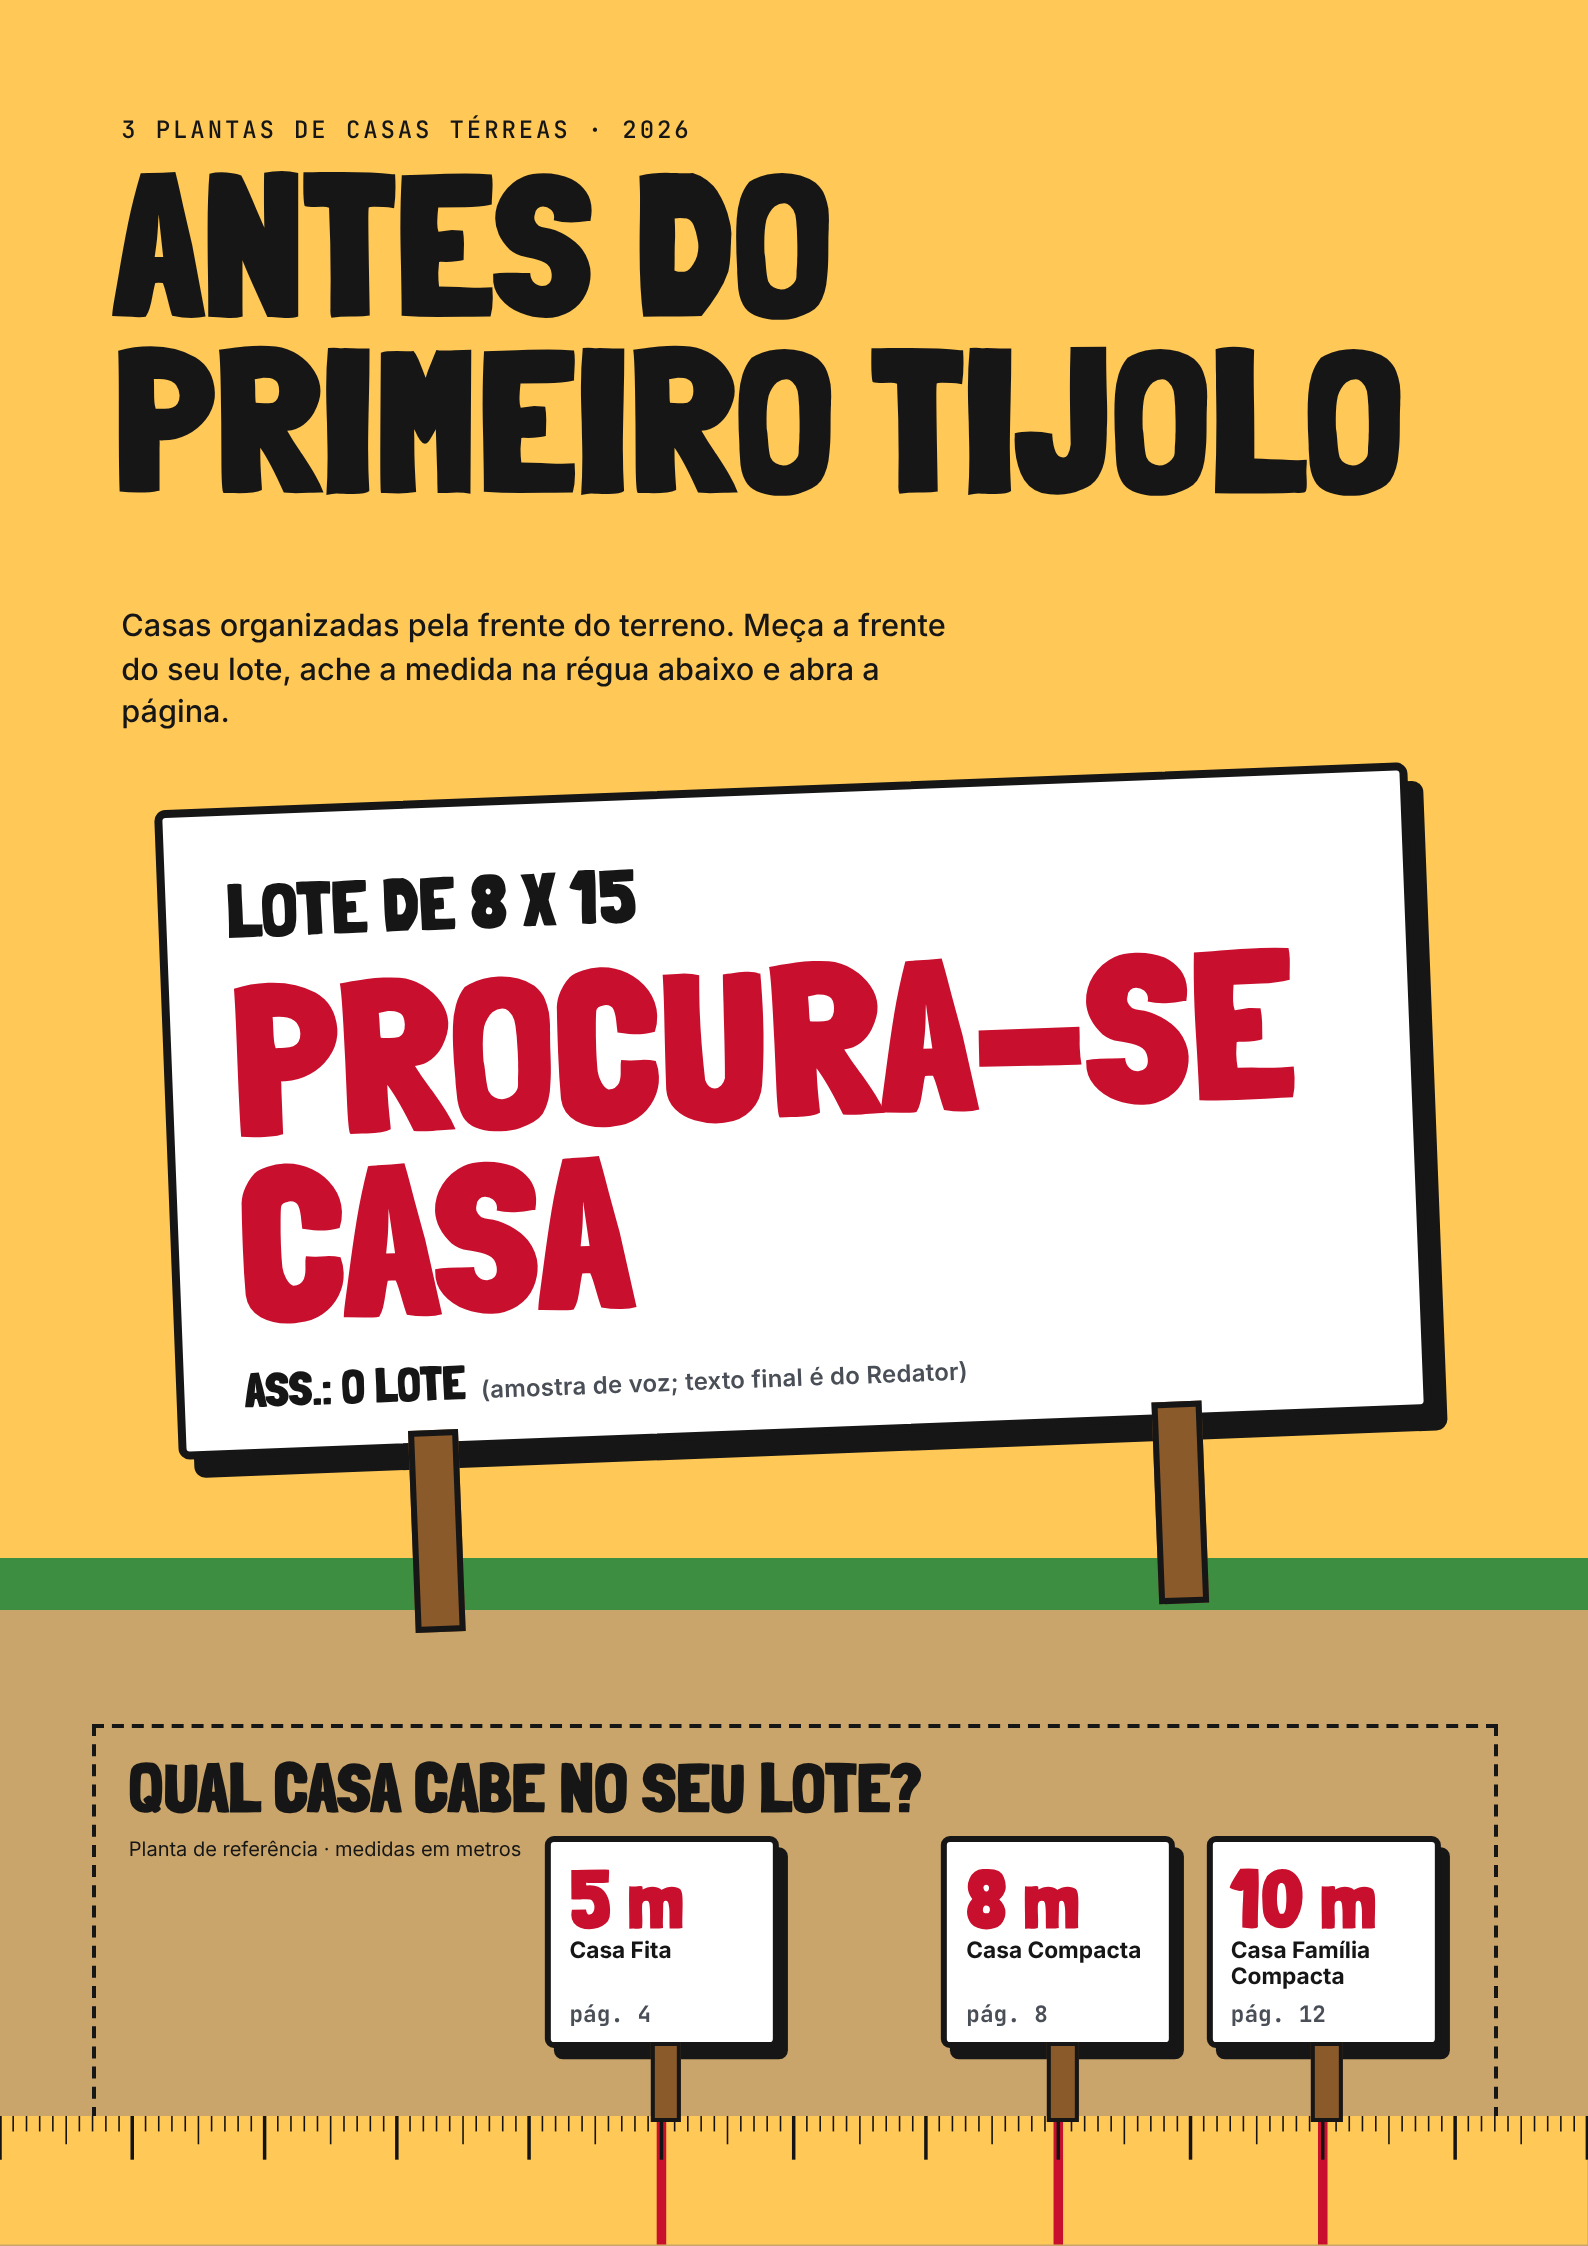 3 PLANTAS DE CASAS TÉRREAS · 2026
ANTES DO
PRIMEIRO TIJOLO
Casas organizadas pela frente do terreno. Meça a frente
do seu lote, ache a medida na régua abaixo e abra a
página.
LOTE DE 8 X 15
PROCURA-SE
CASA
ASS.: O LOTE (amostra de voz; texto final é do Redator)
QUAL CASA CABE NO SEU LOTE?
Planta de referência · medidas em metros
5 m
Casa Fita
pág. 4
8 m
Casa Compacta
pág. 8
10 m
Casa Família
Compacta
pág. 12